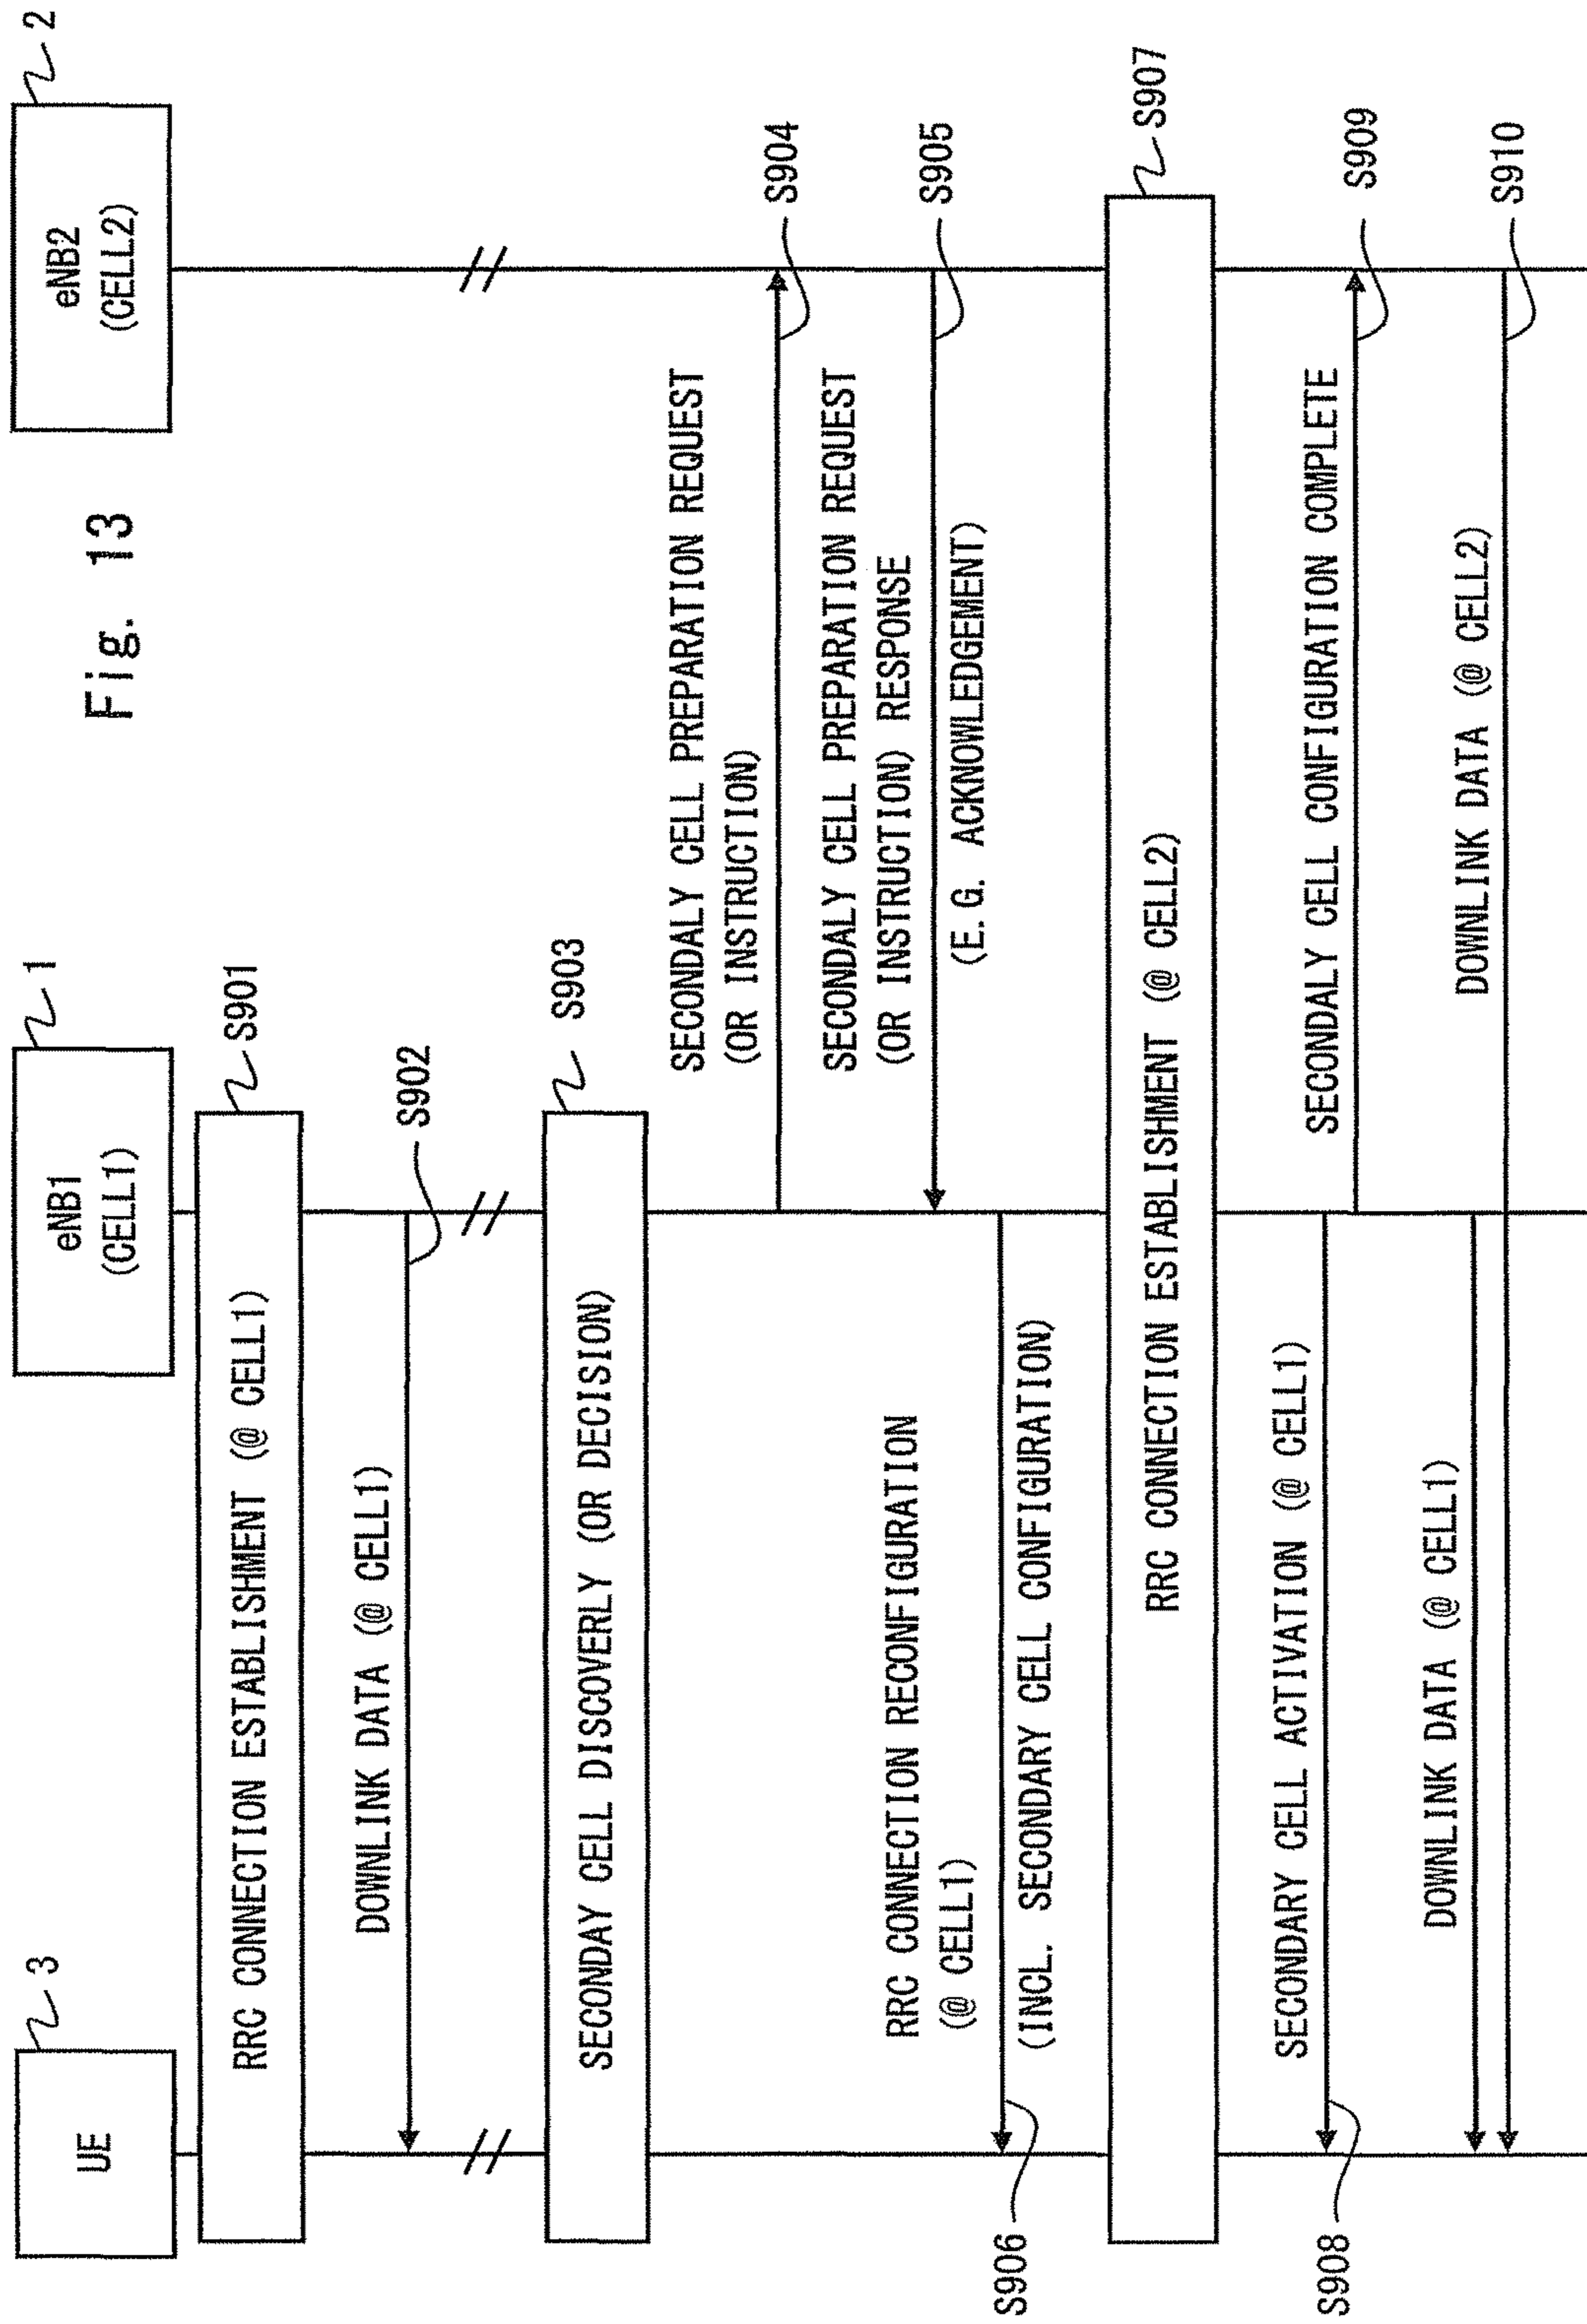 Fig. 13
UE
3
eNB1
(CELL1)
1
eNB2
(CELL2)
2
RRC CONNECTION ESTABLISHMENT (@ CELL1)
S901
DOWNLINK DATA (@ CELL1)
S902
SECONDAY CELL DISCOVERLY (OR DECISION)
S903
SECONDALY CELL PREPARATION REQUEST
(OR INSTRUCTION)
S904
SECONDALY CELL PREPARATION REQUEST
(OR INSTRUCTION) RESPONSE
(E.G. ACKNOWLEDGEMENT)
S905
RRC CONNECTION RECONFIGURATION
(@ CELL1)
(INCL. SECONDARY CELL CONFIGURATION)
S906
RRC CONNECTION ESTABLISHMENT (@ CELL2)
S907
SECONDARY CELL ACTIVATION (@ CELL1)
S908
SECONDALY CELL CONFIGURATION COMPLETE
S909
DOWNLINK DATA (@ CELL1)
DOWNLINK DATA (@ CELL2)
S910